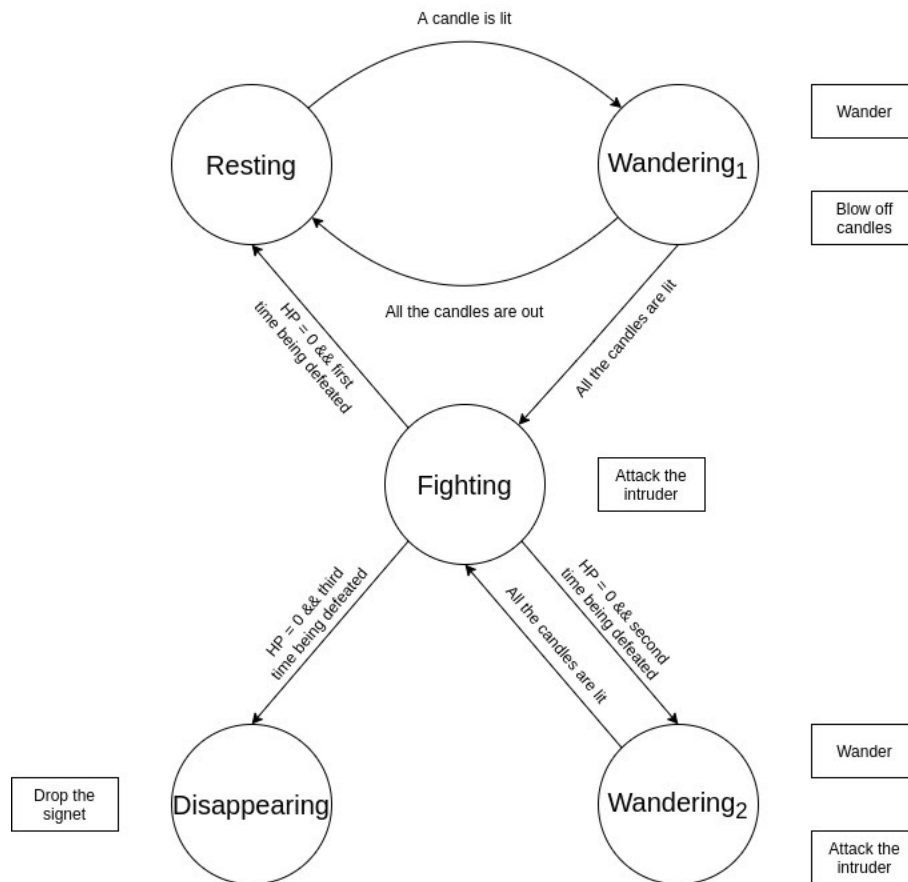 A candle is lit
Resting
Wandering1
Wander
Blow off
candles
All the candles are out
HP = 0 && first
time being defeated
All the candles are lit
Fighting
Attack the
intruder
HP = 0 && third
time being defeated
All the candles are lit
HP = 0 && second
time being defeated
Drop the
signet
Disappearing
Wandering2
Wander
Attack the
intruder